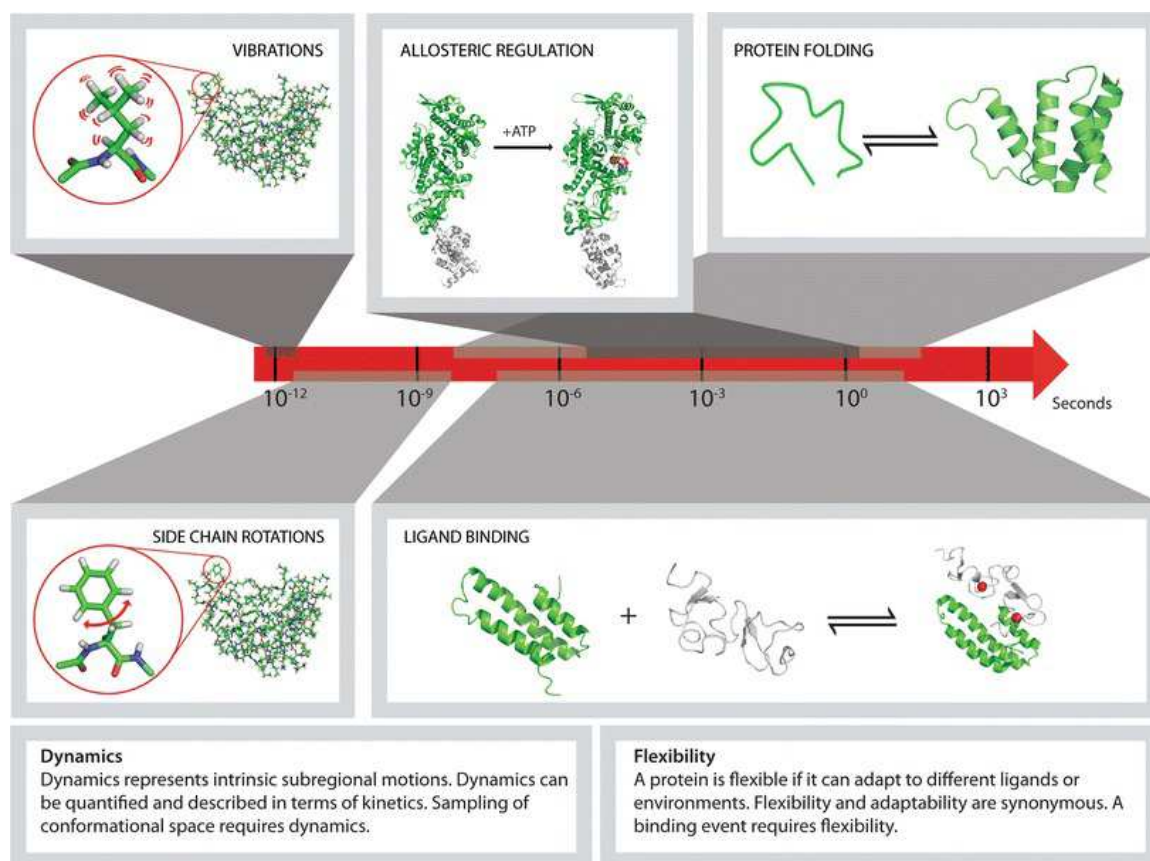 VIBRATIONS
ALLOSTERIC REGULATION
+ATP
PROTEIN FOLDING
10⁻¹²
10⁻⁹
10⁻⁶
10⁻³
10⁰
10³
Seconds
SIDE CHAIN ROTATIONS
LIGAND BINDING
+
Dynamics
Dynamics represents intrinsic subregional motions. Dynamics can
be quantified and described in terms of kinetics. Sampling of
conformational space requires dynamics.
Flexibility
A protein is flexible if it can adapt to different ligands or
environments. Flexibility and adaptability are synonymous. A
binding event requires flexibility.